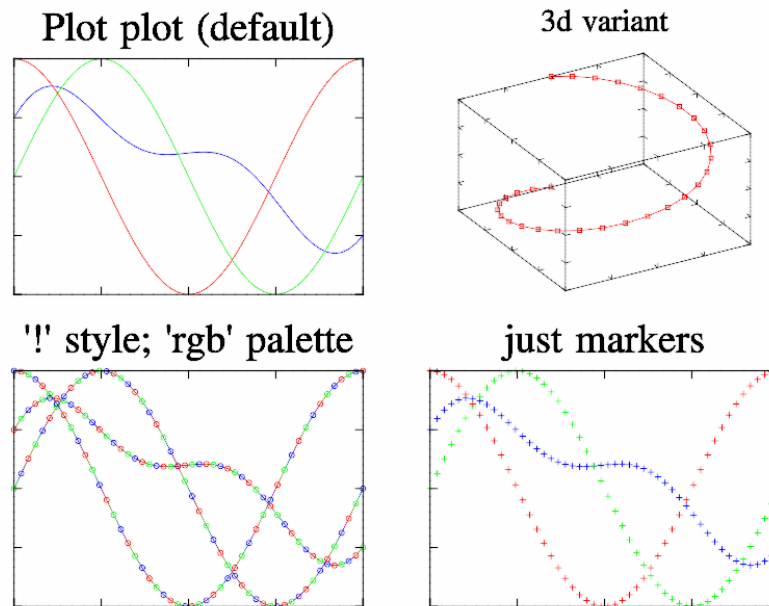 Plot plot (default)
3d variant
'!' style; 'rgb' palette
just markers